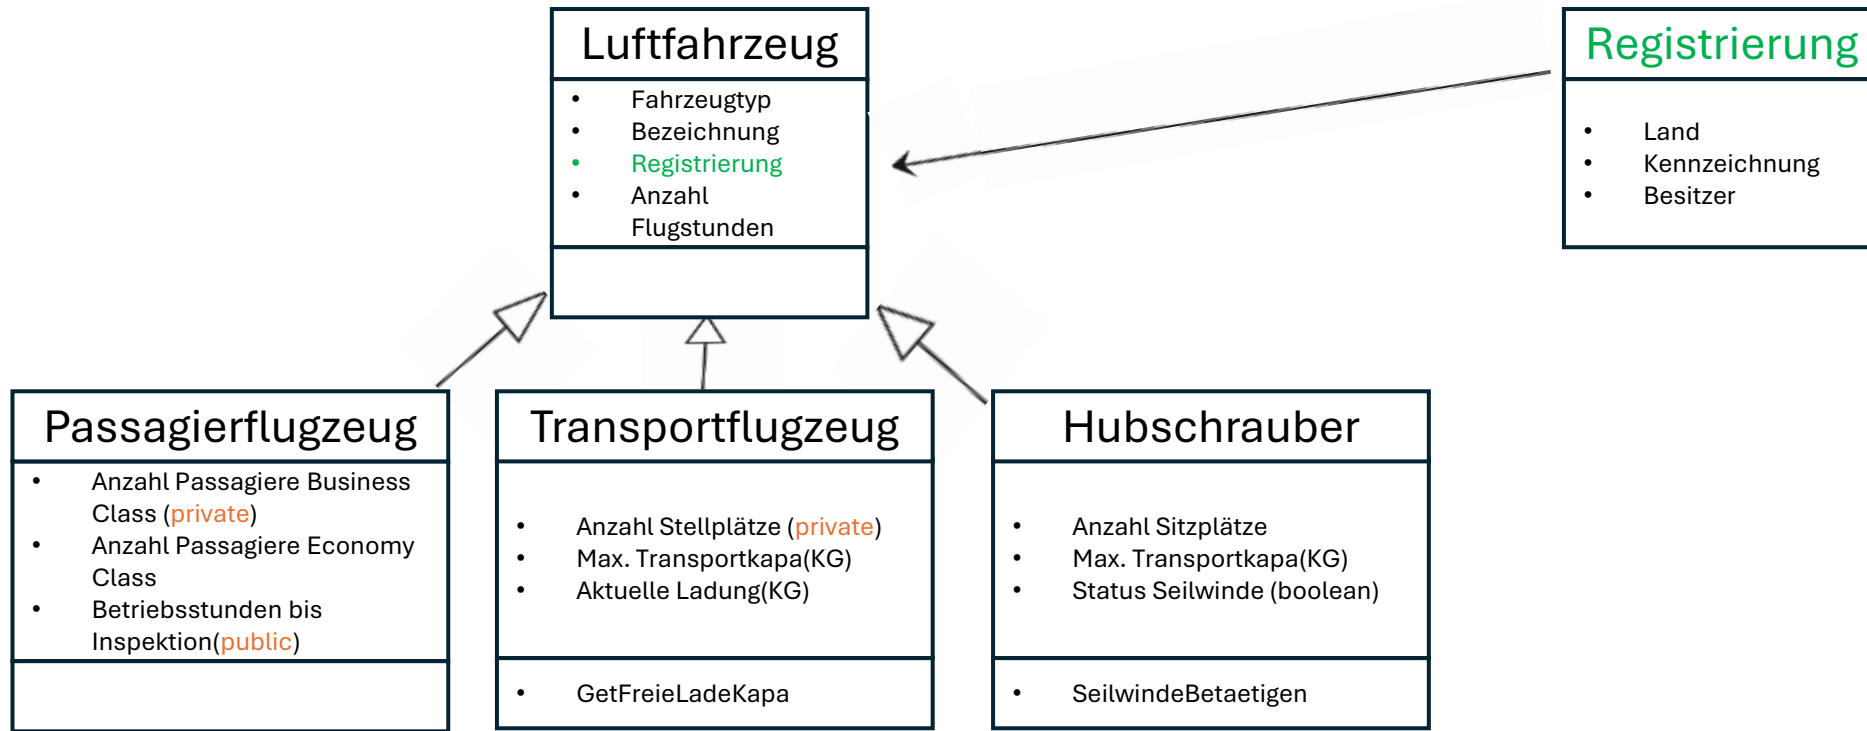 Luftfahrzeug
• Fahrzeugtyp
• Bezeichnung
• Registrierung
• Anzahl
Flugstunden
Registrierung
• Land
• Kennzeichnung
• Besitzer
Passagierflugzeug
• Anzahl Passagiere Business
Class (private)
• Anzahl Passagiere Economy
Class
• Betriebsstunden bis
Inspektion(public)
Transportflugzeug
• Anzahl Stellplätze (private)
• Max. Transportkapa(KG)
• Aktuelle Ladung(KG)
• GetFreieLadeKapa
Hubschrauber
• Anzahl Sitzplätze
• Max. Transportkapa(KG)
• Status Seilwinde (boolean)
• SeilwindeBetaetigen